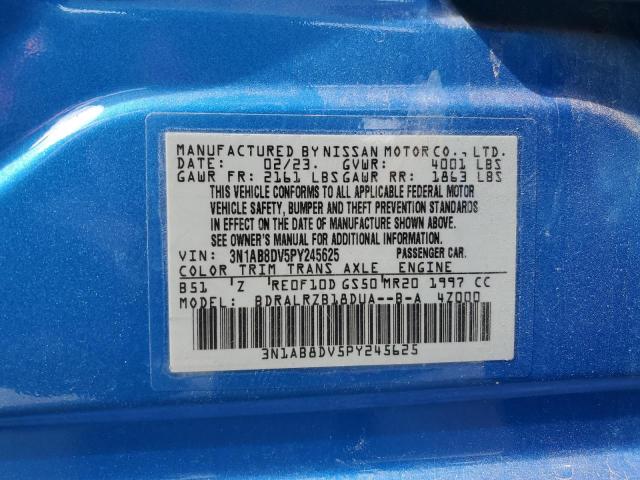 MANUFACTURED BY NISSAN MOTOR CO., LTD.
DATE: 02/23. GVWR: 4001 LBS
GAWR FR: 2161 LBS GAWR RR: 1863 LBS
THIS VEHICLE CONFORMS TO ALL APPLICABLE FEDERAL MOTOR
VEHICLE SAFETY, BUMPER AND THEFT PREVENTION STANDARDS
IN EFFECT ON THE DATE OF MANUFACTURE SHOWN ABOVE.
SEE OWNER'S MANUAL FOR ADDITIONAL INFORMATION.
VIN: 3N1AB8DV5PY245625 PASSENGER CAR.
COLOR TRIM TRANS AXLE ENGINE
B51 Z RE0F10D GS50 MR20 1997 CC
MODEL: BDRALRZB18DUA--B-A 4Z000
3N1AB8DV5PY245625